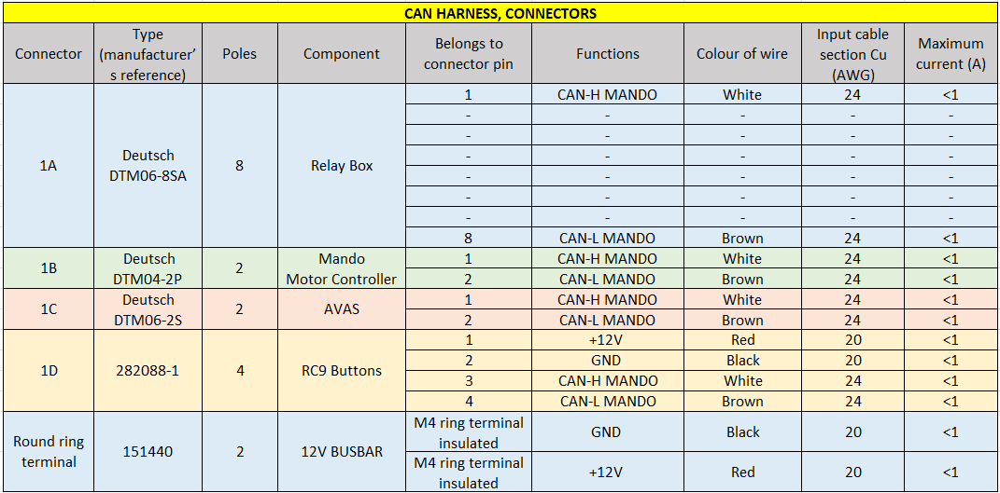 CAN HARNESS, CONNECTORS
Connector
Type
(manufacturer'
s reference)
Poles
Component
Belongs to
connector pin
Functions
Colour of wire
Input cable
section Cu
(AWG)
Maximum
current (A)
1A
Deutsch
DTM06-8SA
8
Relay Box
1 CAN-H MANDO White 24 <1
- - - - -
- - - - -
- - - - -
- - - - -
- - - - -
- - - - -
8 CAN-L MANDO Brown 24 <1
1B
Deutsch
DTM04-2P
2
Mando
Motor Controller
1 CAN-H MANDO White 24 <1
2 CAN-L MANDO Brown 24 <1
1C
Deutsch
DTM06-2S
2
AVAS
1 CAN-H MANDO White 24 <1
2 CAN-L MANDO Brown 24 <1
1D
282088-1
4
RC9 Buttons
1 +12V Red 20 <1
2 GND Black 20 <1
3 CAN-H MANDO White 24 <1
4 CAN-L MANDO Brown 24 <1
Round ring
terminal
151440
2
12V BUSBAR
M4 ring terminal
insulated
GND Black 20 <1
M4 ring terminal
insulated
+12V Red 20 <1